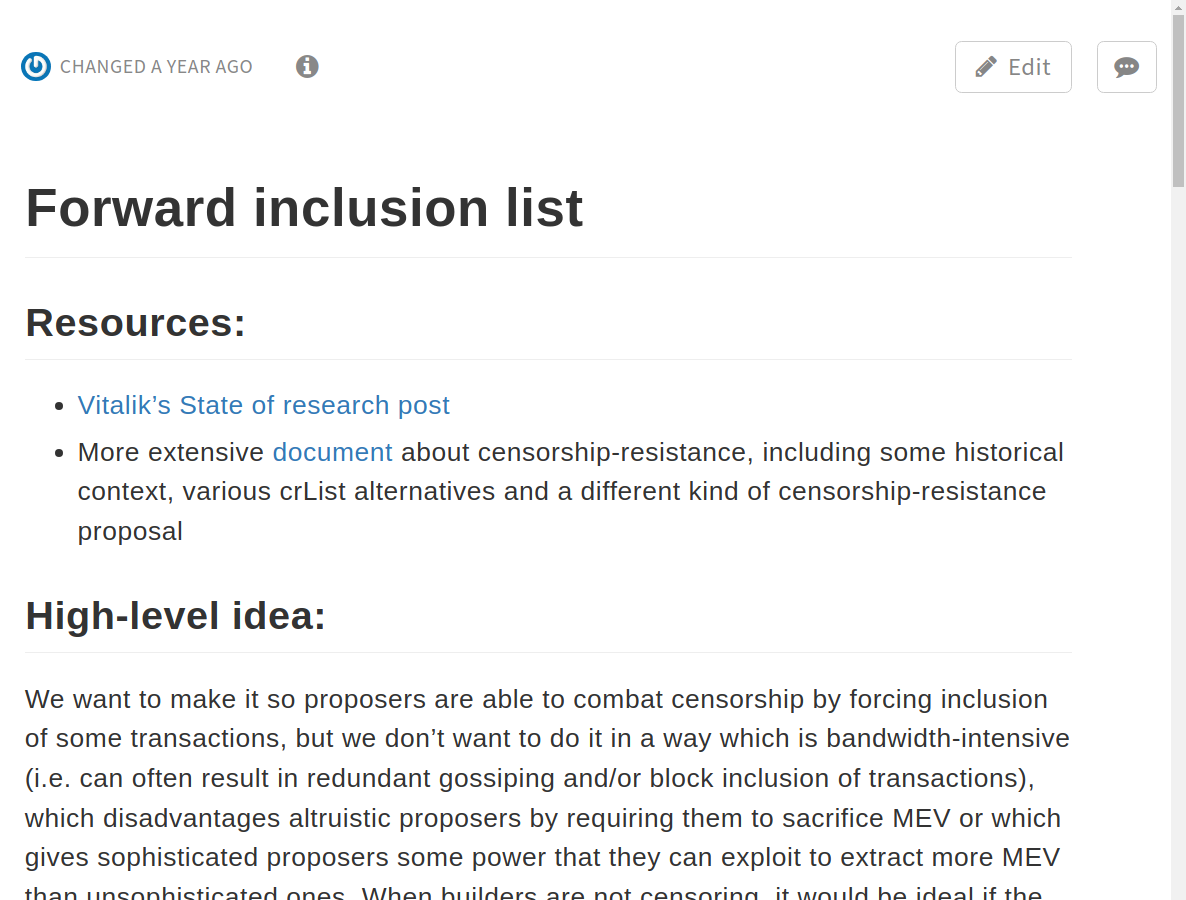 CHANGED A YEAR AGO
Edit
Forward inclusion list
Resources:
• Vitalik’s State of research post
• More extensive document about censorship-resistance, including some historical
context, various crList alternatives and a different kind of censorship-resistance
proposal
High-level idea:
We want to make it so proposers are able to combat censorship by forcing inclusion
of some transactions, but we don’t want to do it in a way which is bandwidth-intensive
(i.e. can often result in redundant gossiping and/or block inclusion of transactions),
which disadvantages altruistic proposers by requiring them to sacrifice MEV or which
gives sophisticated proposers some power that they can exploit to extract more MEV
than unsophisticated ones. When builders are not censoring, it would be ideal if the